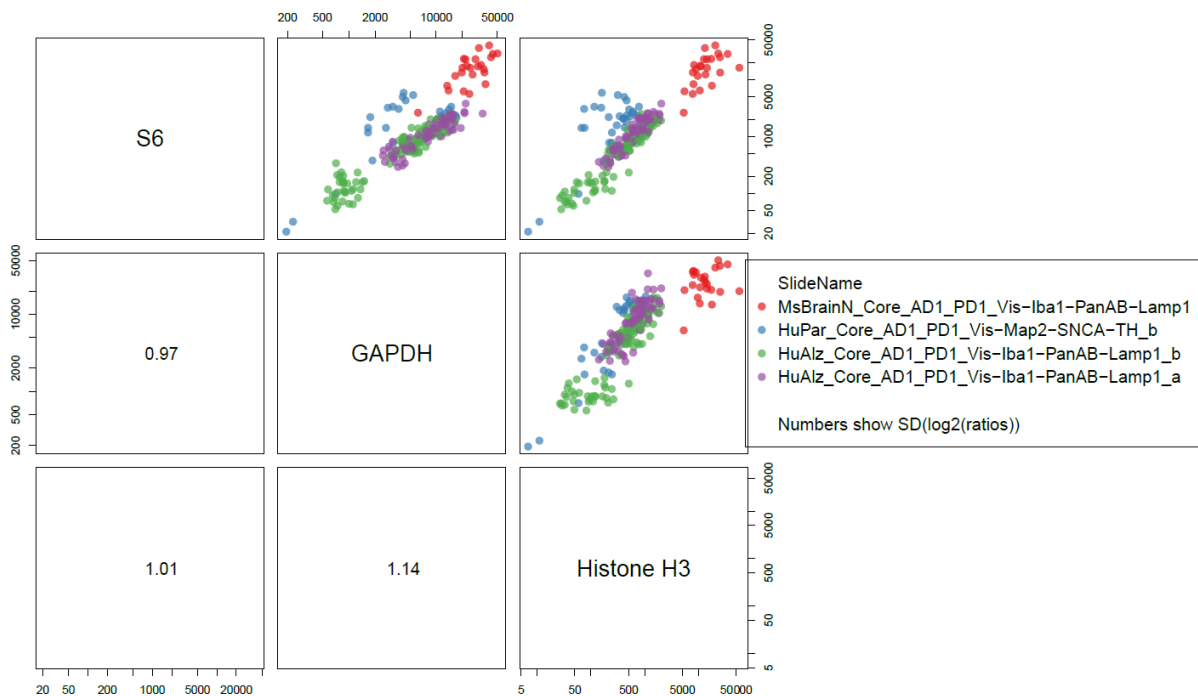 200 500 2000 10000 50000
S6
20 50 200 1000 6000 50000
200 500 2000 10000 50000
0.97
GAPDH
SlideName
MsBrainN_Core_AD1_PD1_Vis−Iba1−PanAB−Lamp1
HuPar_Core_AD1_PD1_Vis−Map2−SNCA−TH_b
HuAlz_Core_AD1_PD1_Vis−Iba1−PanAB−Lamp1_b
HuAlz_Core_AD1_PD1_Vis−Iba1−PanAB−Lamp1_a
Numbers show SD(log2(ratios))
1.01
1.14
Histone H3
5 50 500 5000 50000
20 50 200 1000 5000 20000
5 50 500 5000 50000